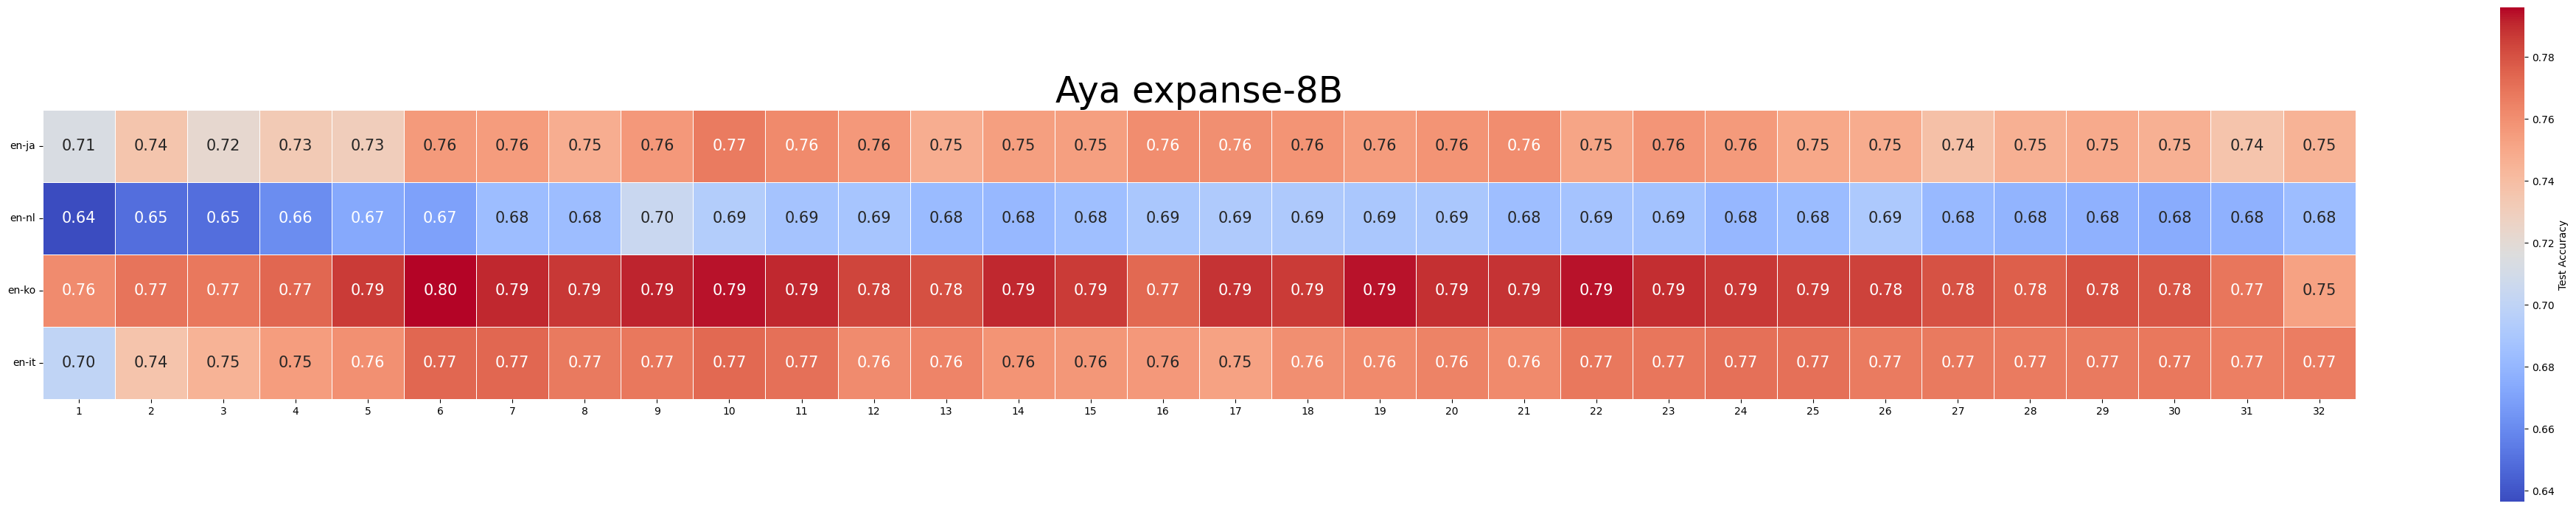 Aya expanse-8B
en-ja 0.71 0.74 0.72 0.73 0.73 0.76 0.76 0.75 0.76 0.77 0.76 0.76 0.75 0.75 0.75 0.76 0.76 0.76 0.76 0.76 0.76 0.75 0.76 0.76 0.75 0.75 0.74 0.75 0.75 0.75 0.74 0.75
en-nl 0.64 0.65 0.65 0.66 0.67 0.67 0.68 0.68 0.70 0.69 0.69 0.69 0.68 0.68 0.68 0.69 0.69 0.69 0.69 0.69 0.68 0.69 0.69 0.68 0.68 0.69 0.68 0.68 0.68 0.68 0.68 0.68
en-ko 0.76 0.77 0.77 0.77 0.79 0.80 0.79 0.79 0.79 0.79 0.79 0.78 0.78 0.79 0.79 0.77 0.79 0.79 0.79 0.79 0.79 0.79 0.79 0.79 0.79 0.78 0.78 0.78 0.78 0.78 0.77 0.75
en-it 0.70 0.74 0.75 0.75 0.76 0.77 0.77 0.77 0.77 0.77 0.77 0.76 0.76 0.76 0.76 0.76 0.75 0.76 0.76 0.76 0.76 0.77 0.77 0.77 0.77 0.77 0.77 0.77 0.77 0.77 0.77 0.77
1 2 3 4 5 6 7 8 9 10 11 12 13 14 15 16 17 18 19 20 21 22 23 24 25 26 27 28 29 30 31 32
0.78
0.76
0.74
0.72
0.70
0.68
0.66
0.64
Test Accuracy